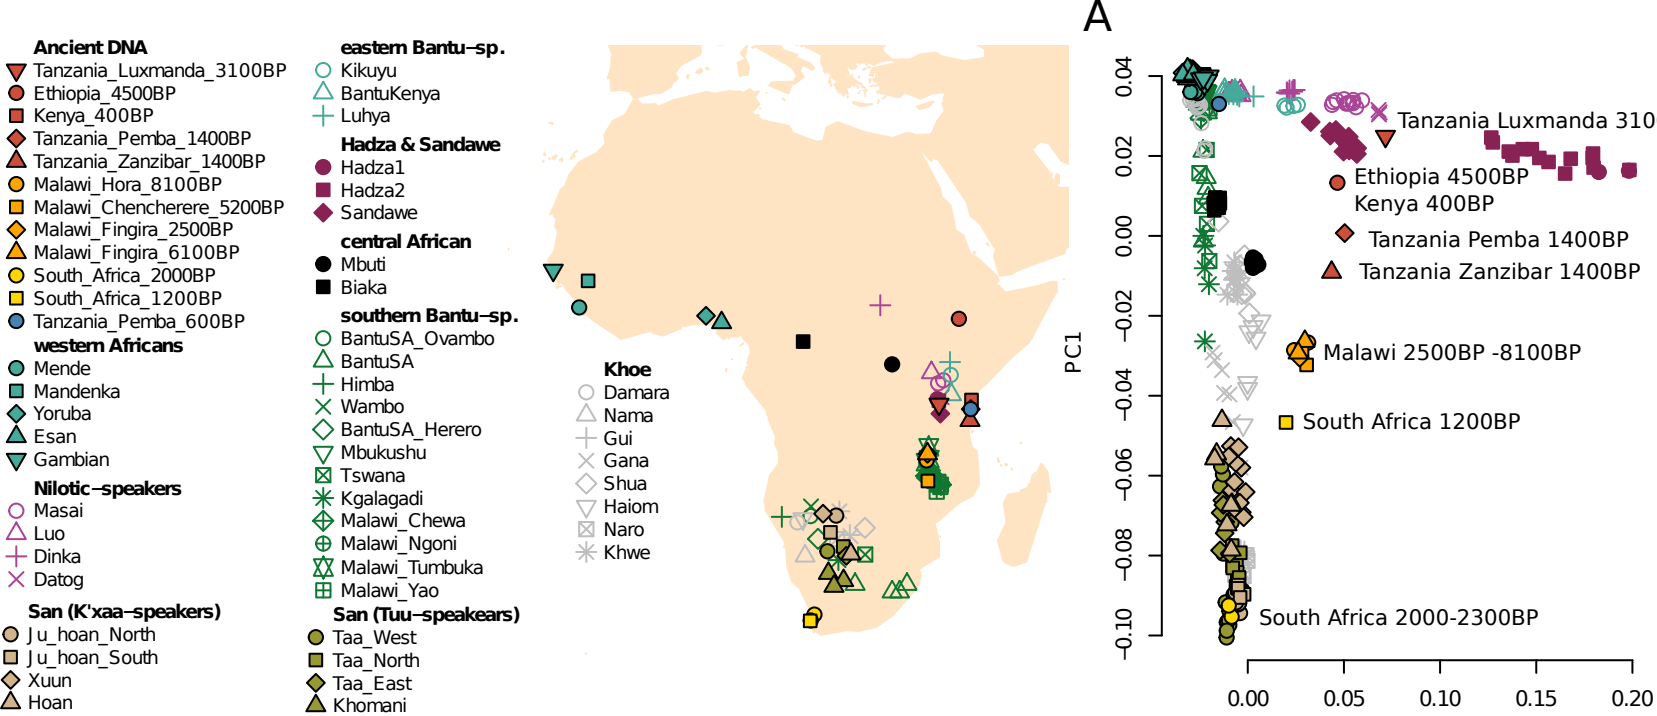 Ancient DNA
Tanzania_Luxmanda_3100BP
Ethiopia_4500BP
Kenya_400BP
Tanzania_Pemba_1400BP
Tanzania_Zanzibar_1400BP
Malawi_Hora_8100BP
Malawi_Chencherere_5200BP
Malawi_Fingira_2500BP
Malawi_Fingira_6100BP
South_Africa_2000BP
South_Africa_1200BP
Tanzania_Pemba_600BP
western Africans
Mende
Mandenka
Yoruba
Esan
Gambian
Nilotic−speakers
Masai
Luo
Dinka
Datog
San (K'xaa−speakers)
Ju_hoan_North
Ju_hoan_South
Xuun
Hoan
eastern Bantu−sp.
Kikuyu
BantuKenya
Luhya
Hadza & Sandawe
Hadza1
Hadza2
Sandawe
central African
Mbuti
Biaka
southern Bantu−sp.
BantuSA_Ovambo
BantuSA
Himba
Wambo
BantuSA_Herero
Mbukushu
Tswana
Kgalagadi
Malawi_Chewa
Malawi_Ngoni
Malawi_Tumbuka
Malawi_Yao
San (Tuu−speakears)
Taa_West
Taa_North
Taa_East
Khomani
Khoe
Damara
Nama
Gui
Gana
Shua
Haiom
Naro
Khwe
A
PC1
0.04
0.02
0.00
−0.02
−0.04
−0.06
−0.08
−0.10
Tanzania Luxmanda 310
Ethiopia 4500BP
Kenya 400BP
Tanzania Pemba 1400BP
Tanzania Zanzibar 1400BP
Malawi 2500BP -8100BP
South Africa 1200BP
South Africa 2000-2300BP
0.00 0.05 0.10 0.15 0.20